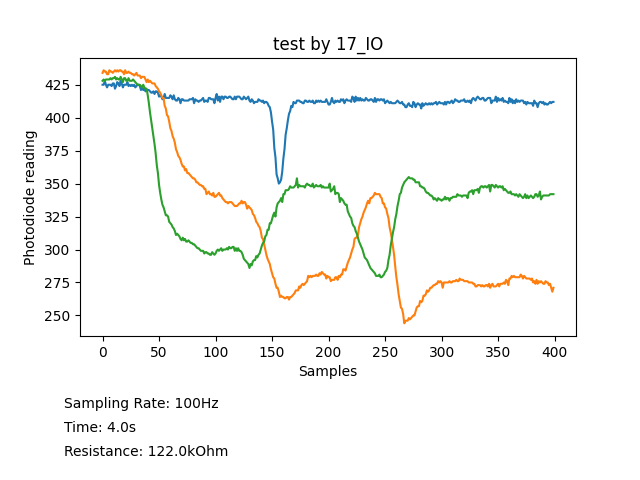 test by 17_IO
Photodiode reading
425
400
375
350
325
300
275
250
0 50 100 150 200 250 300 350 400
Samples
Sampling Rate: 100Hz
Time: 4.0s
Resistance: 122.0kOhm